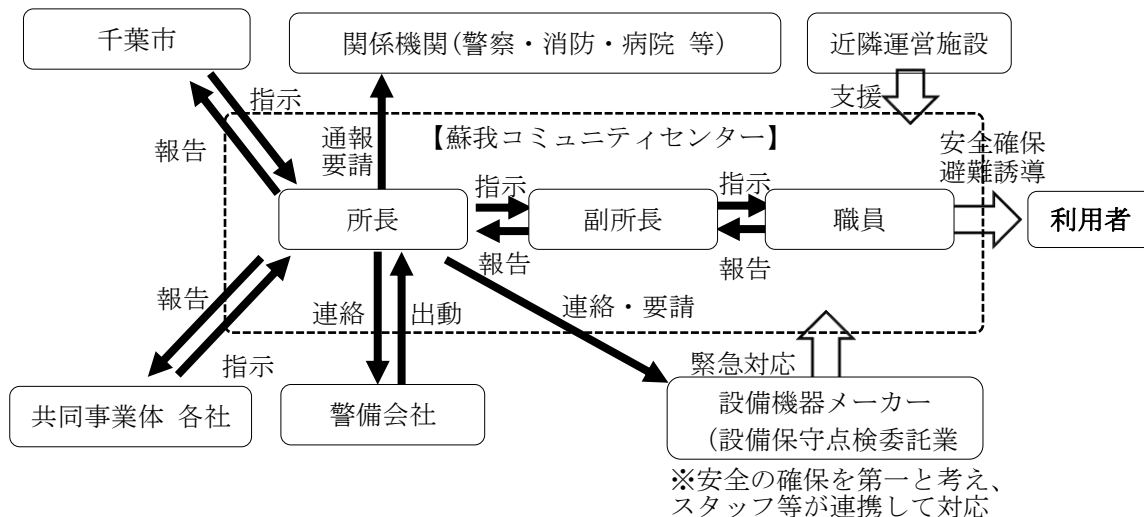 千葉市
関係機関(警察・消防・病院 等)
近隣運営施設
指示
支援
報告
通報
要請
【蘇我コミュニティセンター】
安全確保
避難誘導
指示
指示
所長
副所長
職員
利用者
報告
報告
報告
連絡
出動
連絡・要請
指示
緊急対応
共同事業体 各社
警備会社
設備機器メーカー
(設備保守点検委託業
※安全の確保を第一と考え、
スタッフ等が連携して対応